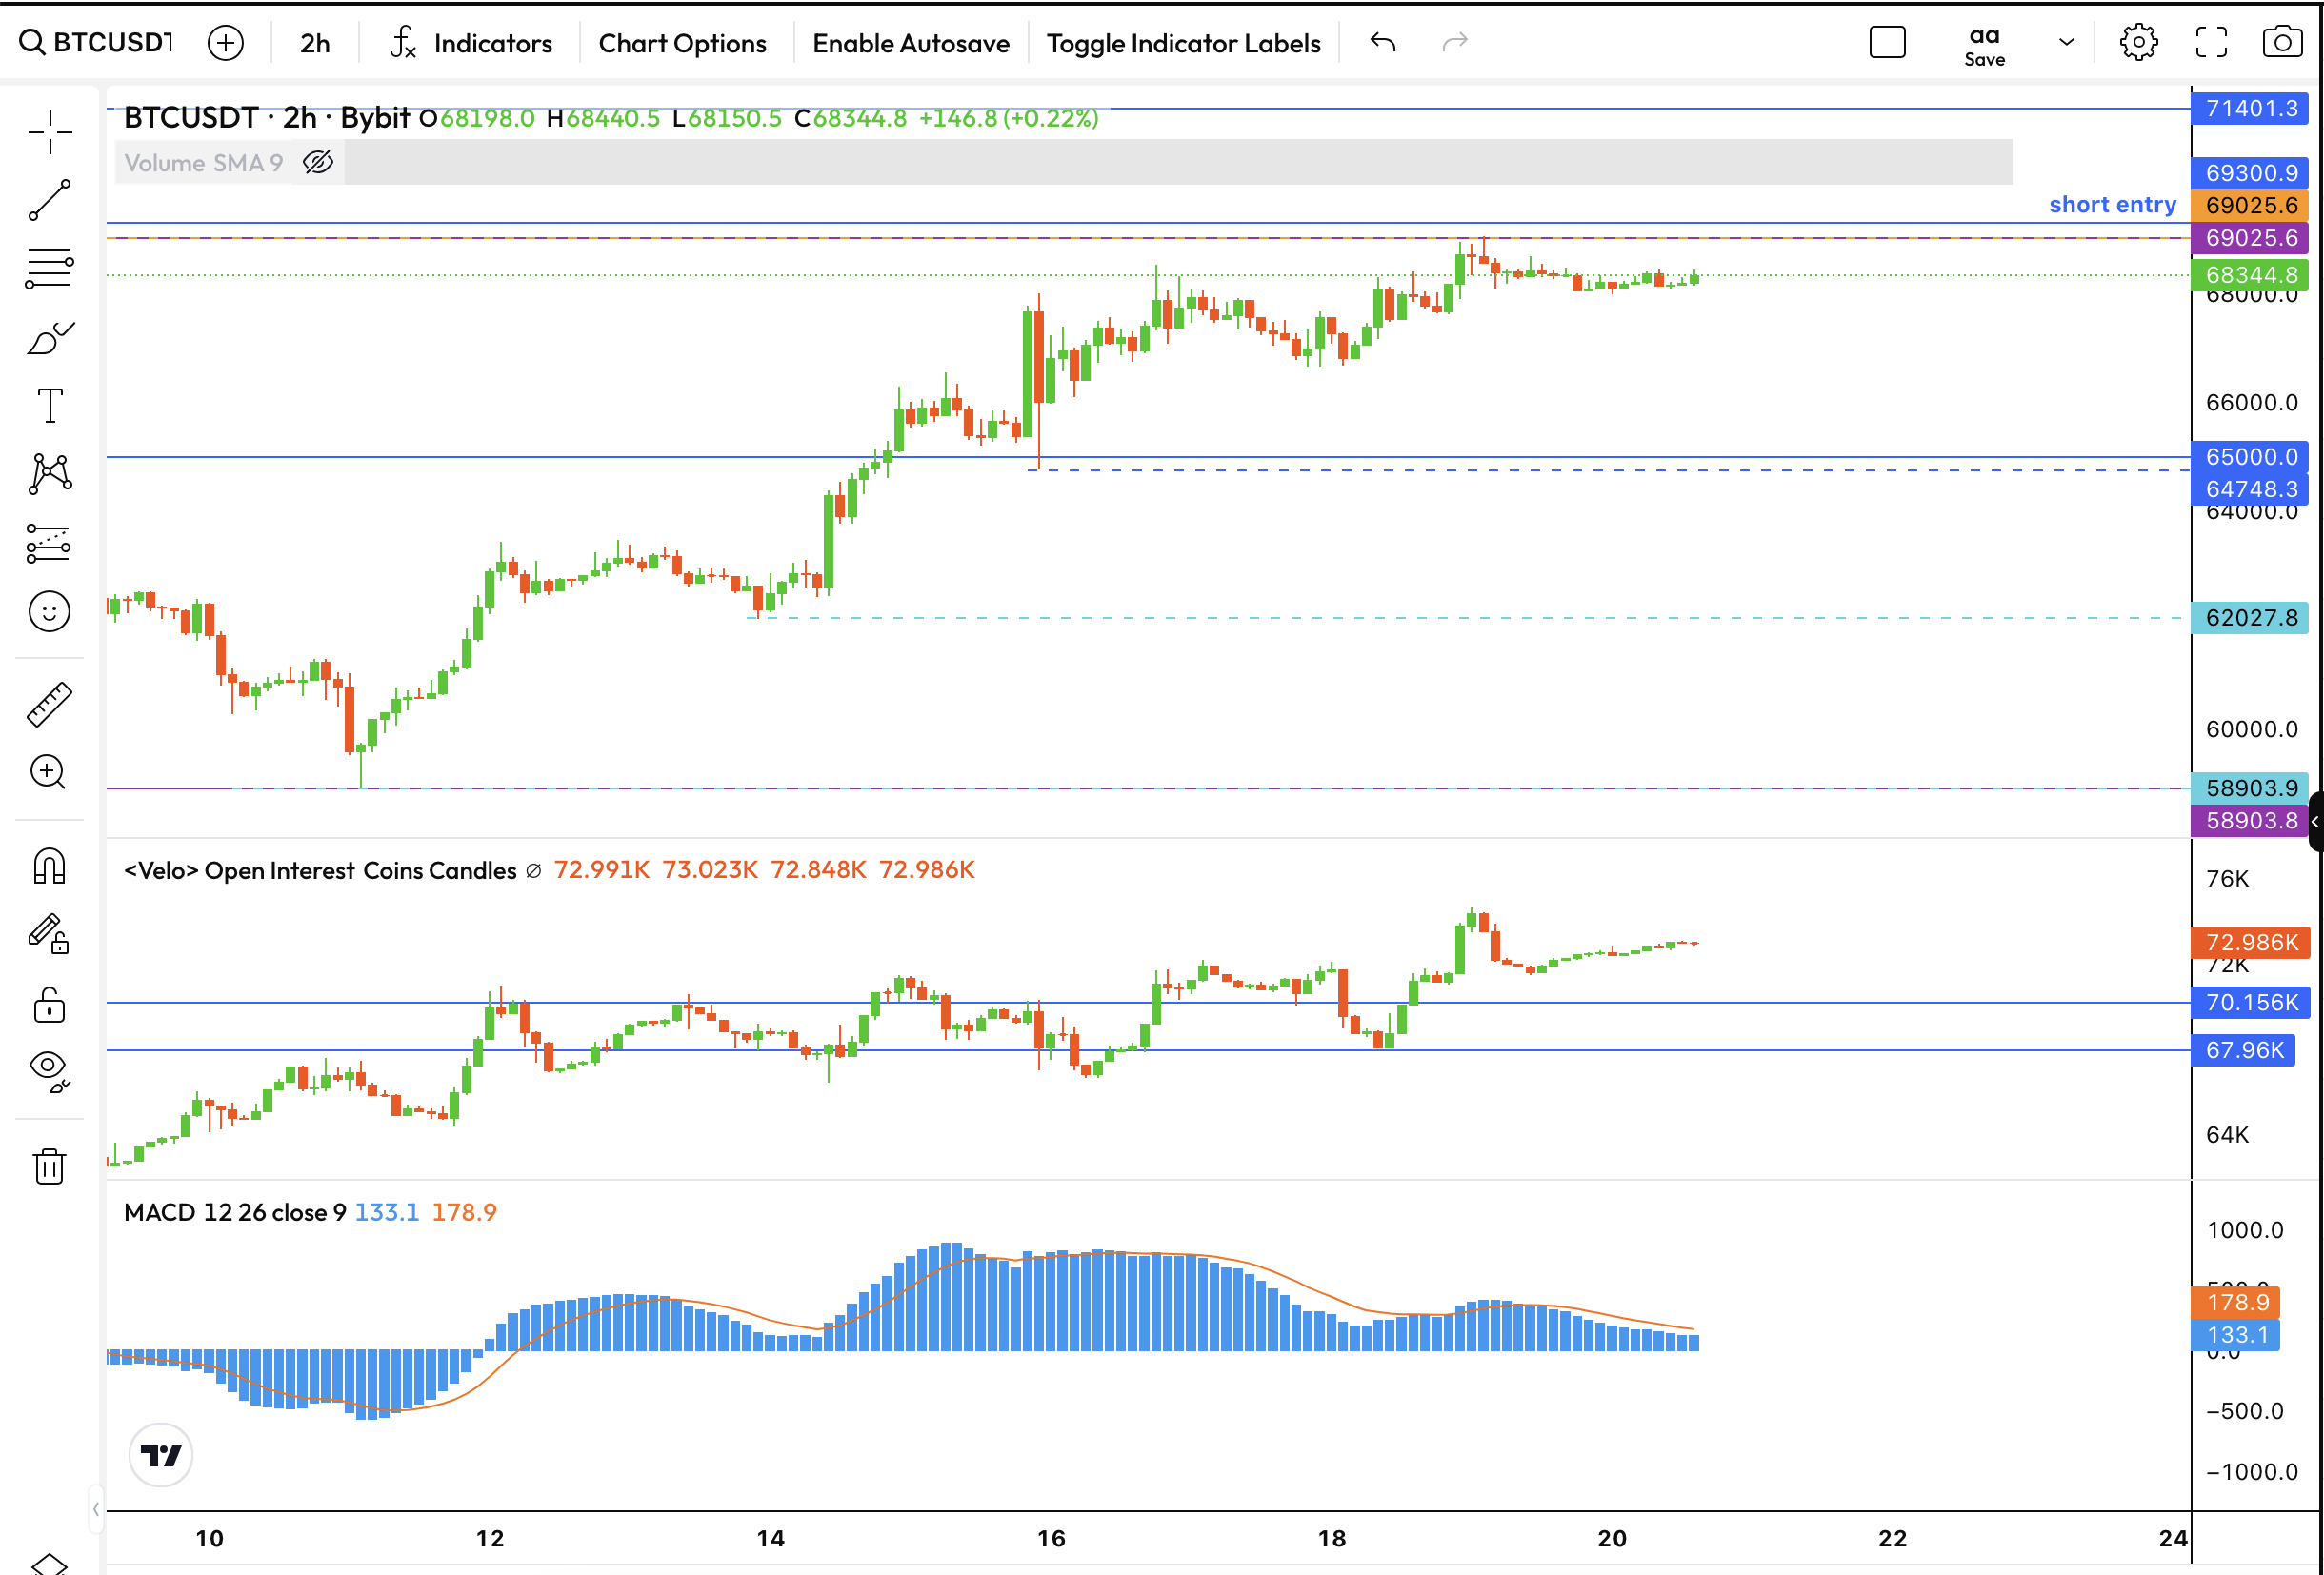 BTCUSDT
2h
Indicators
Chart Options
Enable Autosave
Toggle Indicator Labels
aa
Save
BTCUSDT · 2h · Bybit O68198.0 H68440.5 L68150.5 C68344.8 +146.8 (+0.22%)
Volume SMA 9
71401.3
69300.9
short entry
69025.6
69025.6
68344.8
68000.0
66000.0
65000.0
64748.3
64000.0
62027.8
60000.0
58903.9
58903.8
<Velo> Open Interest Coins Candles ∅ 72.991K 73.023K 72.848K 72.986K
76K
72.986K
72K
70.156K
67.96K
64K
MACD 12 26 close 9 133.1 178.9
1000.0
500.0
178.9
133.1
0.0
−500.0
−1000.0
10 12 14 16 18 20 22 24